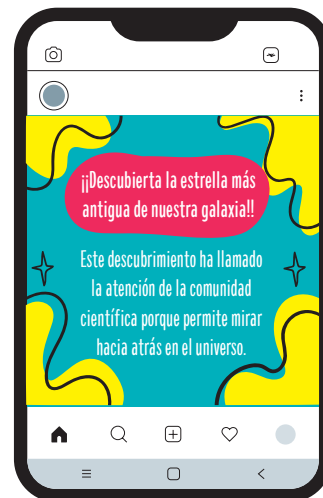 ¡¡Descubierta la estrella más
antigua de nuestra galaxia!!
Este descubrimiento ha llamado
la atención de la comunidad
científica porque permite mirar
hacia atrás en el universo.